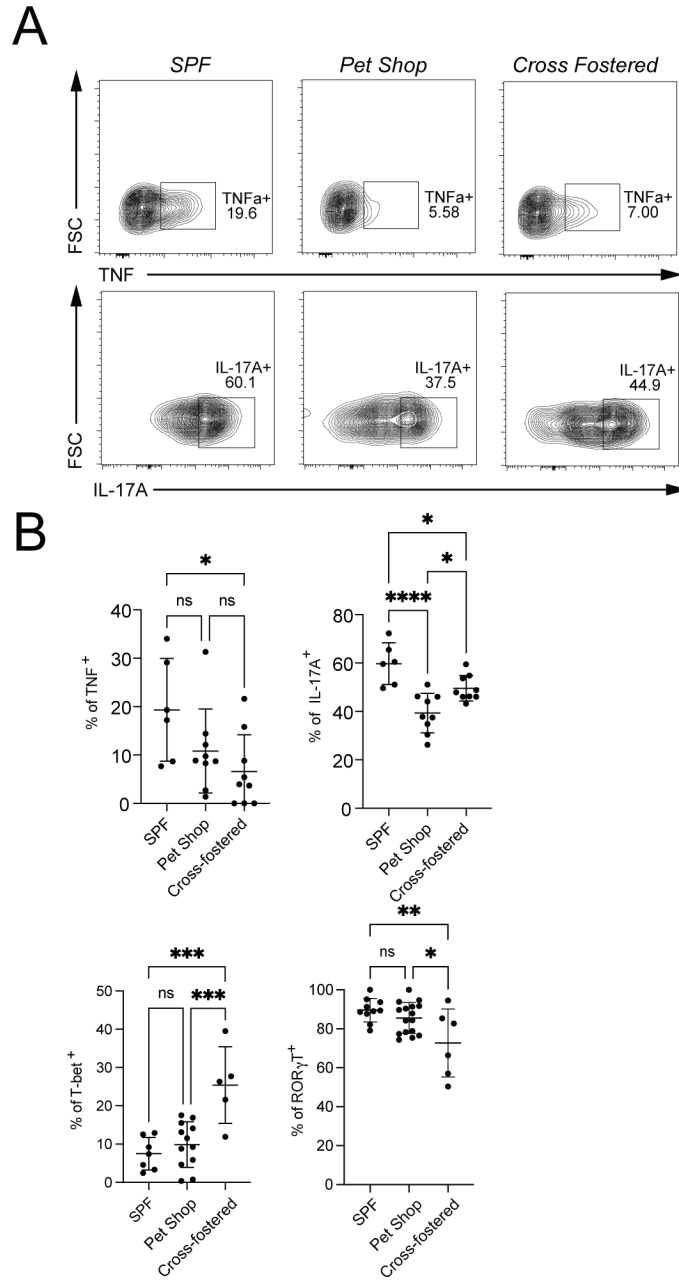 A
SPF
Pet Shop
Cross Fostered
TNFa+
19.6
TNFa+
5.58
TNFa+
7.00
FSC
TNF
IL-17A+
60.1
IL-17A+
37.5
IL-17A+
44.9
FSC
IL-17A
B
*
ns
ns
40
30
20
10
0
% of TNF+
SPF
Pet Shop
Cross-fostered
*
*
****
80
60
40
20
0
% of IL-17A+
SPF
Pet Shop
Cross-fostered
***
ns
***
50
40
30
20
10
0
% of T-bet+
SPF
Pet Shop
Cross-fostered
**
ns
*
100
80
60
40
20
0
% of RORγT+
SPF
Pet Shop
Cross-fostered